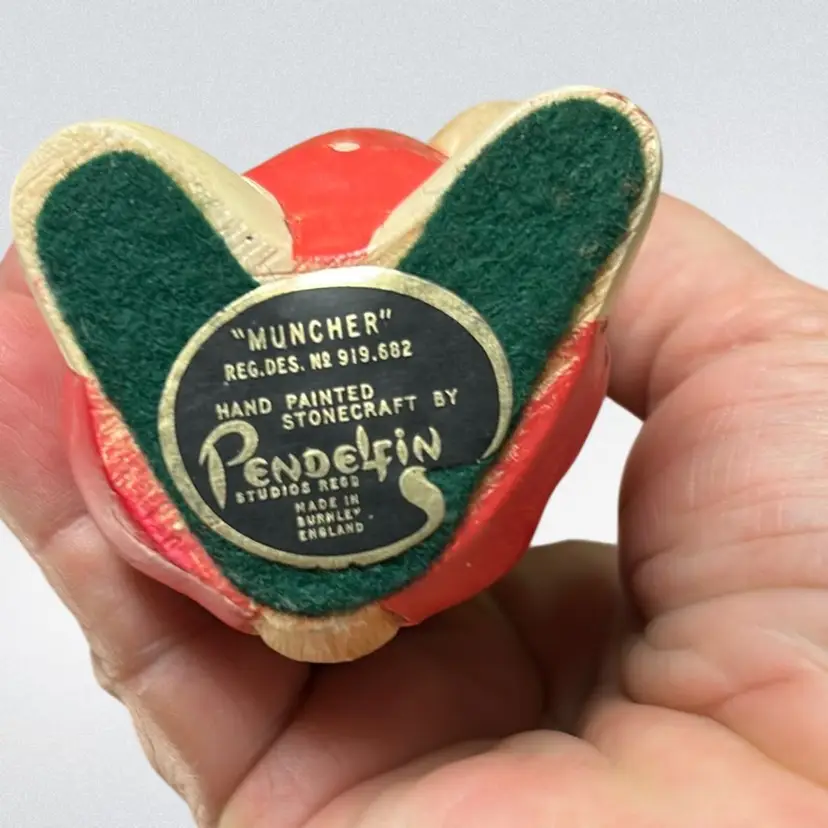 "MUNCHER"
REG.DES. Nº 919.682
HAND PAINTED
STONECRAFT BY
PENDELFIN
STUDIOS REGD
MADE IN
BURNLEY
ENGLAND